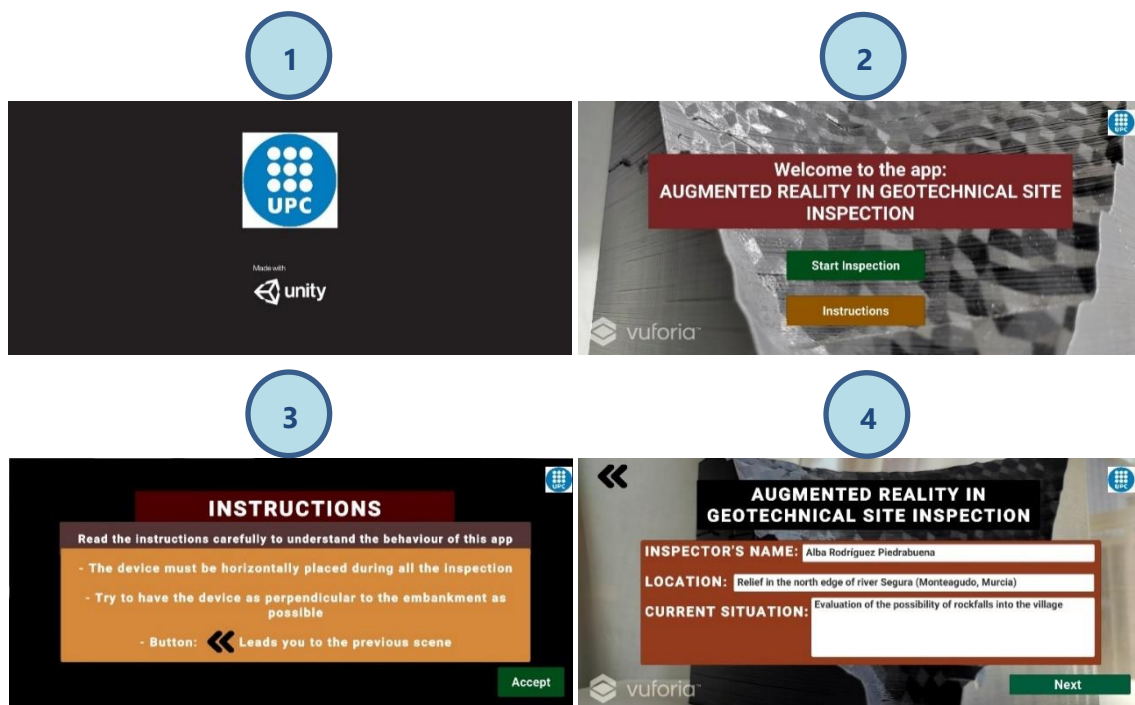 1
UPC
Made with
unity
2
UPC
Welcome to the app:
AUGMENTED REALITY IN GEOTECHNICAL SITE
INSPECTION
Start Inspection
Instructions
vuforia™
3
UPC
INSTRUCTIONS
Read the instructions carefully to understand the behaviour of this app
- The device must be horizontally placed during all the inspection
- Try to have the device as perpendicular to the embankment as
possible
- Button: Leads you to the previous scene
Accept
4
UPC
AUGMENTED REALITY IN
GEOTECHNICAL SITE INSPECTION
INSPECTOR'S NAME: Alba Rodríguez Piedrabuena
LOCATION: Relief in the north edge of river Segura (Monteagudo, Murcia)
CURRENT SITUATION: Evaluation of the possibility of rockfalls into the village
vuforia™
Next